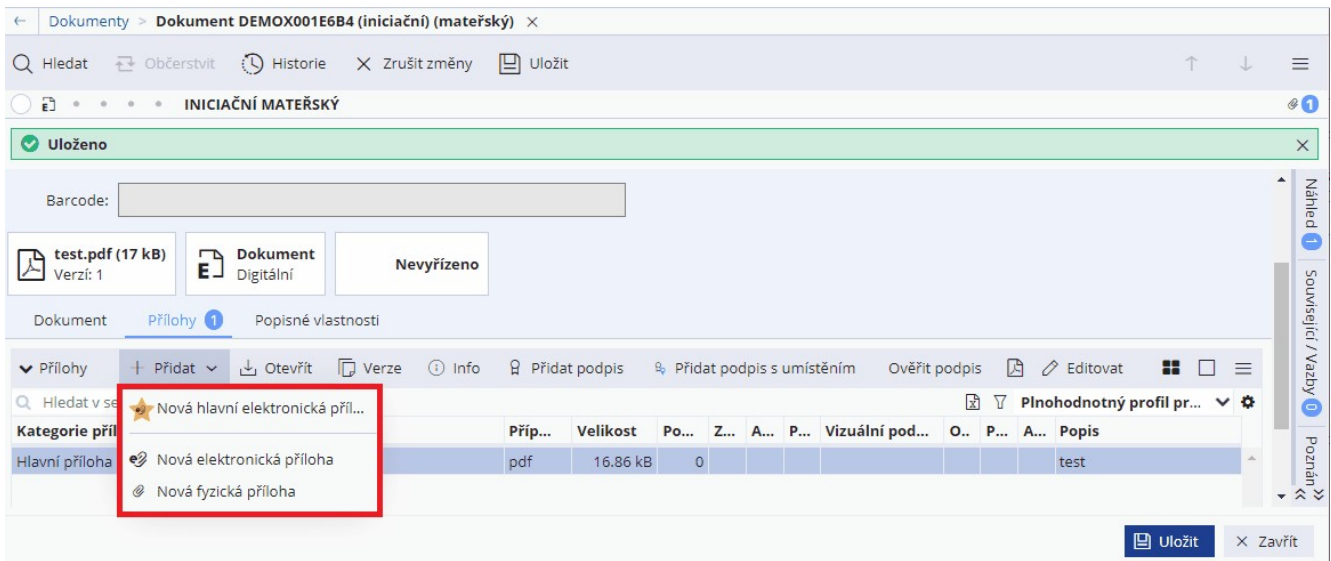 ← Dokumenty > Dokument DEMOX001E6B4 (iniciační) (mateřský) ×
Hledat Občerstvit Historie Zrušit změny Uložit
INICIAČNÍ MATEŘSKÝ 1
Uloženo
Barcode:
test.pdf (17 kB)
Verzí: 1
Dokument
Digitální
Nevyřízeno
Dokument Přílohy 1 Popisné vlastnosti
Přílohy Přidat Otevřít Verze Info Přidat podpis Přidat podpis s umístěním Ověřit podpis Editovat
Hledat v se Plnohodnotný profil pr...
Kategorie příl Příp... Velikost Po... Z... A... P... Vizuální pod... O.. P... A... Popis
Hlavní příloha pdf 16.86 kB 0 test
Nová hlavní elektronická příl...
Nová elektronická příloha
Nová fyzická příloha
Náhled 1
Související / Vazby 0
Poznán
Uložit × Zavřít